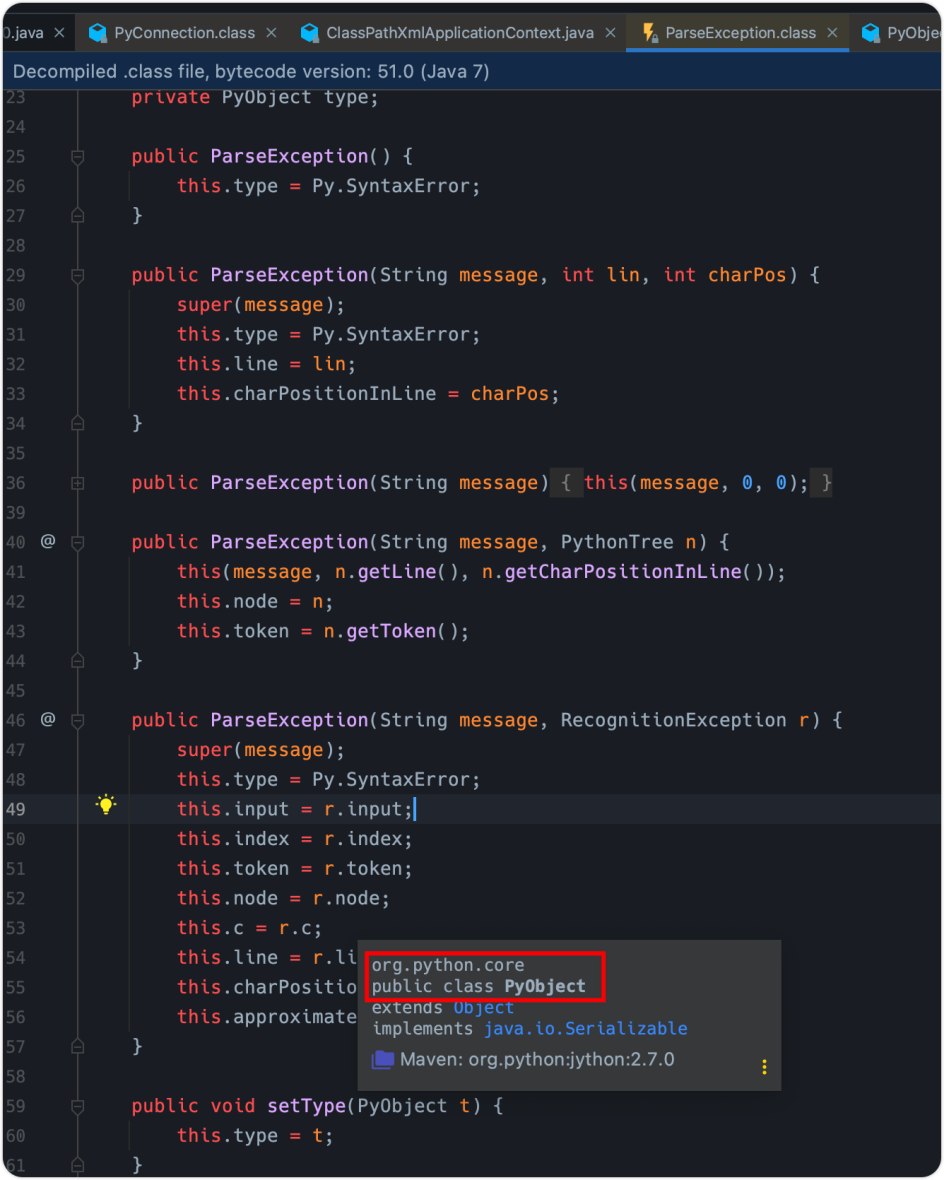 0.java × PyConnection.class × ClassPathXmlApplicationContext.java × ParseException.class × PyObje
Decompiled .class file, bytecode version: 51.0 (Java 7)
23 private PyObject type;
24
25 public ParseException() {
26 this.type = Py.SyntaxError;
27 }
28
29 public ParseException(String message, int lin, int charPos) {
30 super(message);
31 this.type = Py.SyntaxError;
32 this.line = lin;
33 this.charPositionInLine = charPos;
34 }
35
36 public ParseException(String message) { this(message, 0, 0); }
39
40 @ public ParseException(String message, PythonTree n) {
41 this(message, n.getLine(), n.getCharPositionInLine());
42 this.node = n;
43 this.token = n.getToken();
44 }
45
46 @ public ParseException(String message, RecognitionException r) {
47 super(message);
48 this.type = Py.SyntaxError;
49 this.input = r.input;
50 this.index = r.index;
51 this.token = r.token;
52 this.node = r.node;
53 this.c = r.c;
54 this.line = r.li
55 this.charPositio
56 this.approximate
57 }
org.python.core
public class PyObject
extends Object
implements java.io.Serializable
Maven: org.python:jython:2.7.0
58
59 public void setType(PyObject t) {
60 this.type = t;
61 }